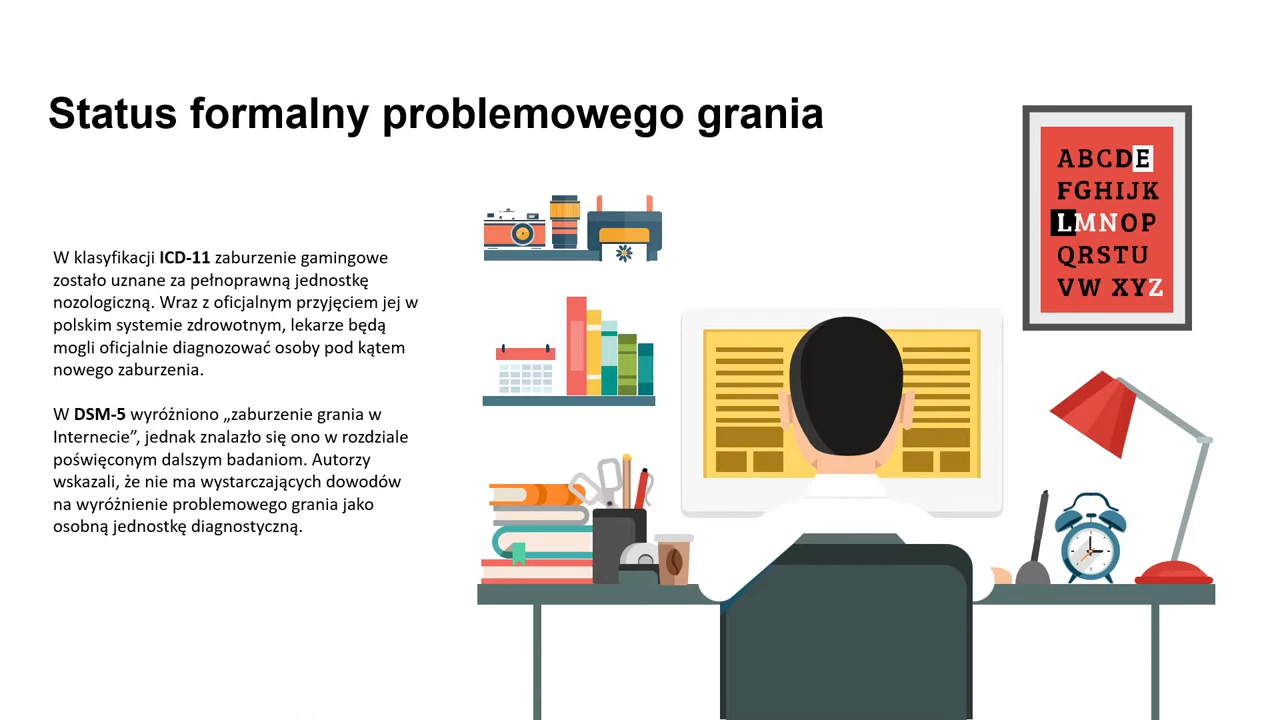 Status formalny problemowego grania
W klasyfikacji ICD-11 zaburzenie gamingowe
zostało uznane za pełnoprawną jednostkę
nozologiczną. Wraz z oficjalnym przyjęciem jej w
polskim systemie zdrowotnym, lekarze będą
mogli oficjalnie diagnozować osoby pod kątem
nowego zaburzenia.
W DSM-5 wyróżniono „zaburzenie grania w
Internecie”, jednak znalazło się ono w rozdziale
poświęconym dalszym badaniom. Autorzy
wskazali, że nie ma wystarczających dowodów
na wyróżnienie problemowego grania jako
osobną jednostkę diagnostyczną.
ABCDE
FGHIJK
LMNOP
QRSTU
VW XYZ